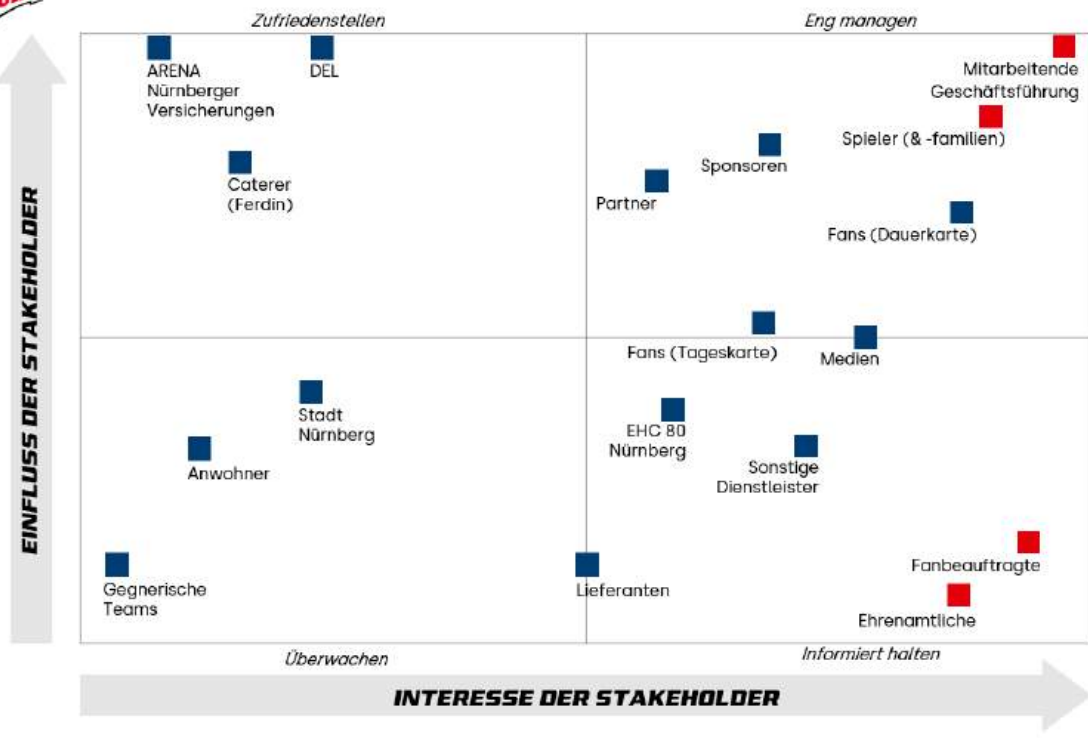 Zufriedenstellen
Eng managen
ARENA
Nürnberger
Versicherungen
DEL
Mitarbeitende
Geschäftsführung
Spieler (& -familien)
Sponsoren
Caterer
(Ferdin)
Partner
Fans (Dauerkarte)
Fans (Tageskarte)
Medien
Stadt
Nürnberg
EHC 80
Nürnberg
Anwohner
Sonstige
Dienstleister
Fanbeauftragte
Gegnerische
Teams
Lieferanten
Ehrenamtliche
Überwachen
Informiert halten
EINFLUSS DER STAKEHOLDER
INTERESSE DER STAKEHOLDER